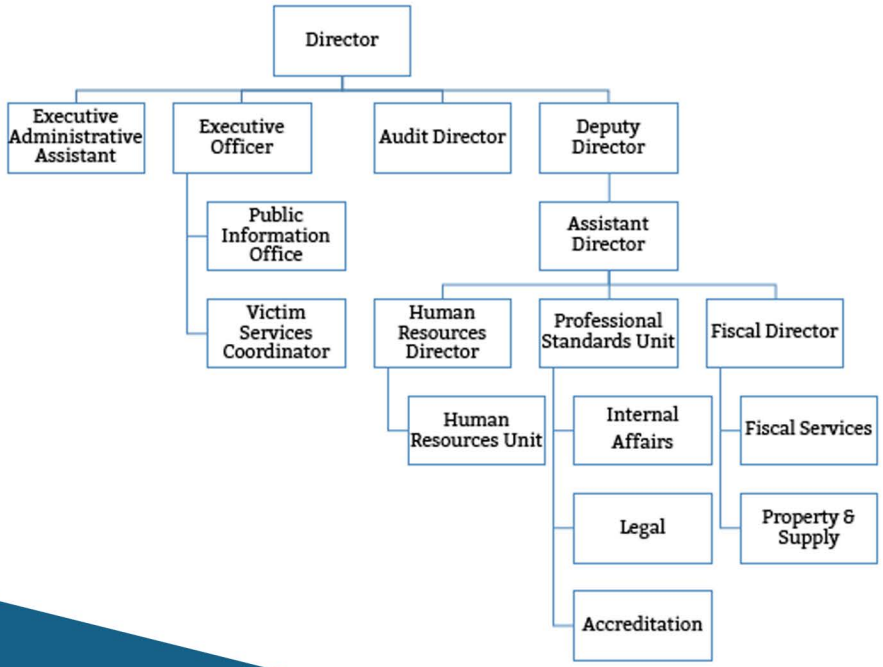 Director
Executive
Administrative
Assistant
Executive
Officer
Audit Director
Deputy
Director
Public
Information
Office
Assistant
Director
Victim
Services
Coordinator
Human
Resources
Director
Professional
Standards Unit
Fiscal Director
Human
Resources Unit
Internal
Affairs
Fiscal Services
Legal
Property &
Supply
Accreditation